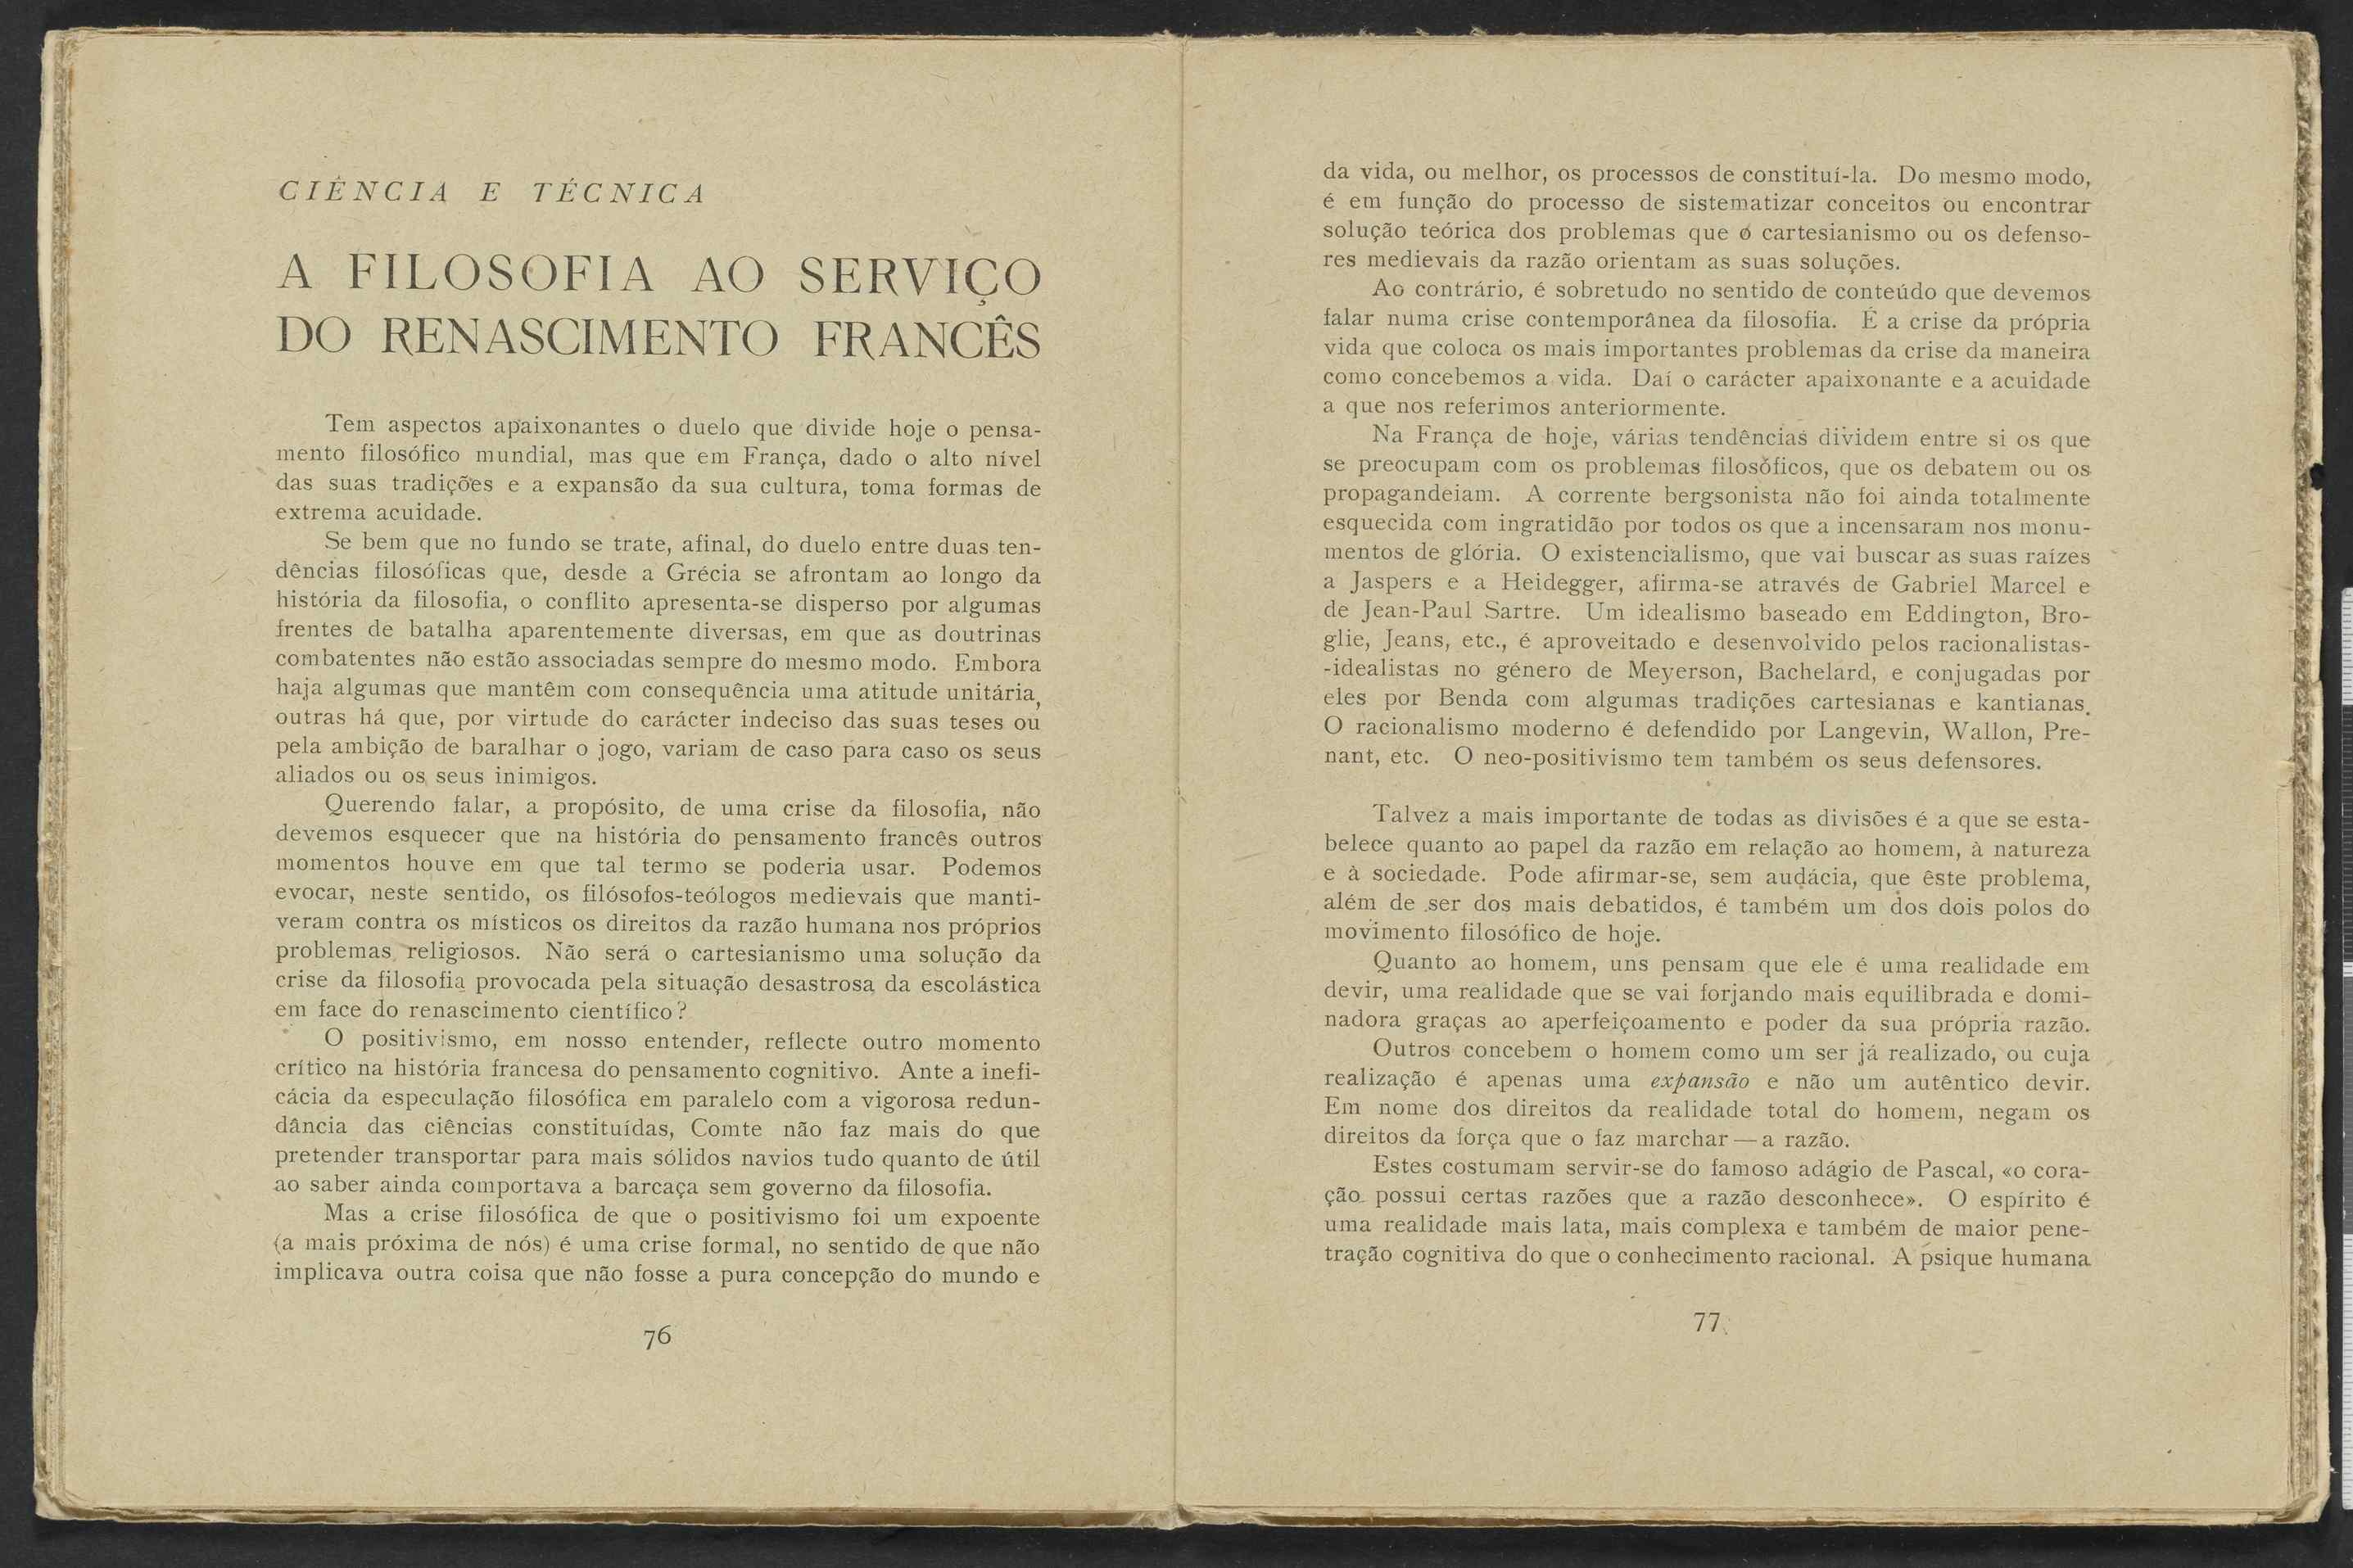 CIÊNCIA E TÉCNICA
A FILOSOFIA AO SERVIÇO
DO RENASCIMENTO FRANCÊS
Tem aspectos apaixonantes o duelo que divide hoje o pensa-
mento filosófico mundial, mas que em França, dado o alto nível
das suas tradições e a expansão da sua cultura, toma formas de
extrema acuidade.
Se bem que no fundo se trate, afinal, do duelo entre duas ten-
dências filosóficas que, desde a Grécia se afrontam ao longo da
história da filosofia, o conflito apresenta-se disperso por algumas
frentes de batalha aparentemente diversas, em que as doutrinas
combatentes não estão associadas sempre do mesmo modo. Embora
haja algumas que mantêm com consequência uma atitude unitária,
outras há que, por virtude do carácter indeciso das suas teses ou
pela ambição de baralhar o jogo, variam de caso para caso os seus
aliados ou os seus inimigos.
Querendo falar, a propósito, de uma crise da filosofia, não
devemos esquecer que na história do pensamento francês outros
momentos houve em que tal termo se poderia usar. Podemos
evocar, neste sentido, os filósofos-teólogos medievais que manti-
veram contra os místicos os direitos da razão humana nos próprios
problemas religiosos. Não será o cartesianismo uma solução da
crise da filosofia provocada pela situação desastrosa da escolástica
em face do renascimento científico?
O positivismo, em nosso entender, reflecte outro momento
crítico na história francesa do pensamento cognitivo. Ante a inefi-
cácia da especulação filosófica em paralelo com a vigorosa redun-
dância das ciências constituídas, Comte não faz mais do que
pretender transportar para mais sólidos navios tudo quanto de útil
ao saber ainda comportava a barcaça sem governo da filosofia.
Mas a crise filosófica de que o positivismo foi um expoente
(a mais próxima de nós) é uma crise formal, no sentido de que não
implicava outra coisa que não fosse a pura concepção do mundo e
76
da vida, ou melhor, os processos de constituí-la. Do mesmo modo,
é em função do processo de sistematizar conceitos ou encontrar
solução teórica dos problemas que o cartesianismo ou os defenso-
res medievais da razão orientam as suas soluções.
Ao contrário, é sobretudo no sentido de conteúdo que devemos
falar numa crise contemporânea da filosofia. É a crise da própria
vida que coloca os mais importantes problemas da crise da maneira
como concebemos a vida. Daí o carácter apaixonante e a acuidade
a que nos referimos anteriormente.
Na França de hoje, várias tendências dividem entre si os que
se preocupam com os problemas filosóficos, que os debatem ou os
propagandeiam. A corrente bergsonista não foi ainda totalmente
esquecida com ingratidão por todos os que a incensaram nos monu-
mentos de glória. O existencialismo, que vai buscar as suas raízes
a Jaspers e a Heidegger, afirma-se através de Gabriel Marcel e
de Jean-Paul Sartre. Um idealismo baseado em Eddington, Bro-
glie, Jeans, etc., é aproveitado e desenvolvido pelos racionalistas-
-idealistas no género de Meyerson, Bachelard, e conjugadas por
eles por Benda com algumas tradições cartesianas e kantianas.
O racionalismo moderno é defendido por Langevin, Wallon, Pre-
nant, etc. O neo-positivismo tem também os seus defensores.
Talvez a mais importante de todas as divisões é a que se esta-
belece quanto ao papel da razão em relação ao homem, à natureza
e à sociedade. Pode afirmar-se, sem audácia, que êste problema,
além de ser dos mais debatidos, é também um dos dois polos do
movimento filosófico de hoje.
Quanto ao homem, uns pensam que ele é uma realidade em
devir, uma realidade que se vai forjando mais equilibrada e domi-
nadora graças ao aperfeiçoamento e poder da sua própria razão.
Outros concebem o homem como um ser já realizado, ou cuja
realização é apenas uma expansão e não um autêntico devir.
Em nome dos direitos da realidade total do homem, negam os
direitos da força que o faz marchar — a razão.
Estes costumam servir-se do famoso adágio de Pascal, «o cora-
ção possui certas razões que a razão desconhece». O espírito é
uma realidade mais lata, mais complexa e também de maior pene-
tração cognitiva do que o conhecimento racional. A psique humana
77